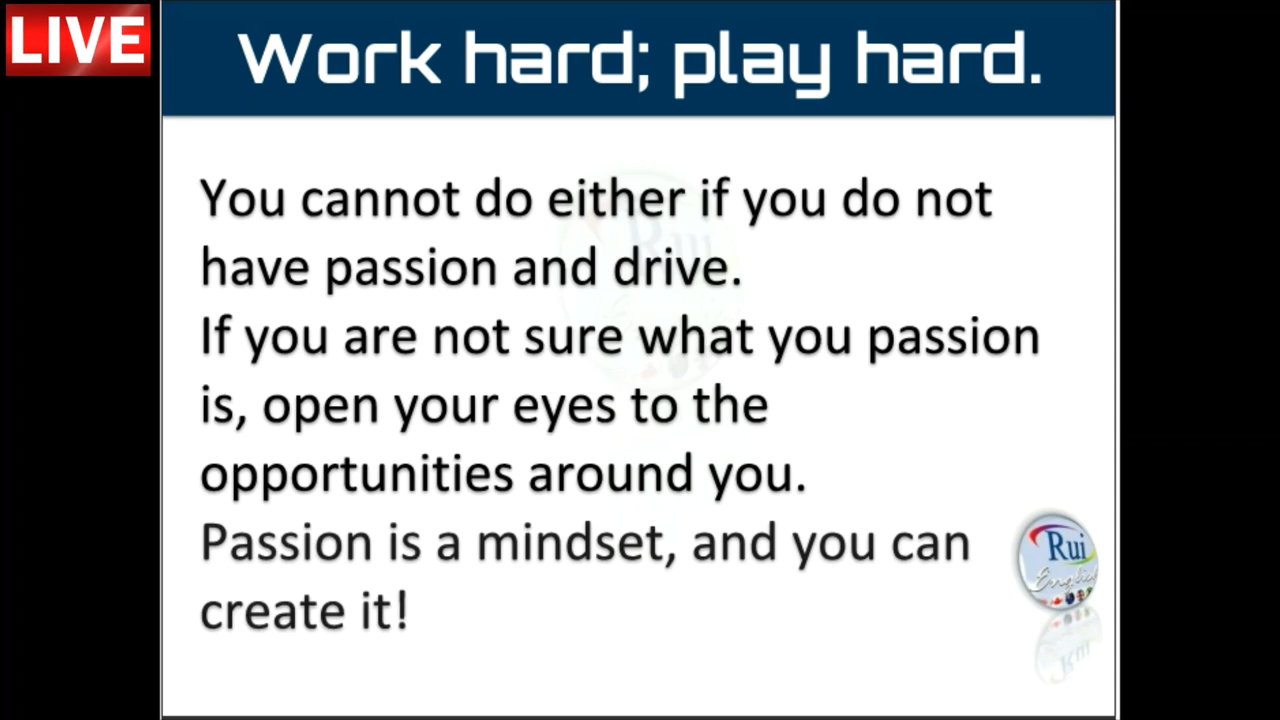 LIVE
Work hard; play hard.
You cannot do either if you do not
have passion and drive.
If you are not sure what you passion
is, open your eyes to the
opportunities around you.
Passion is a mindset, and you can
create it!
Rui
English